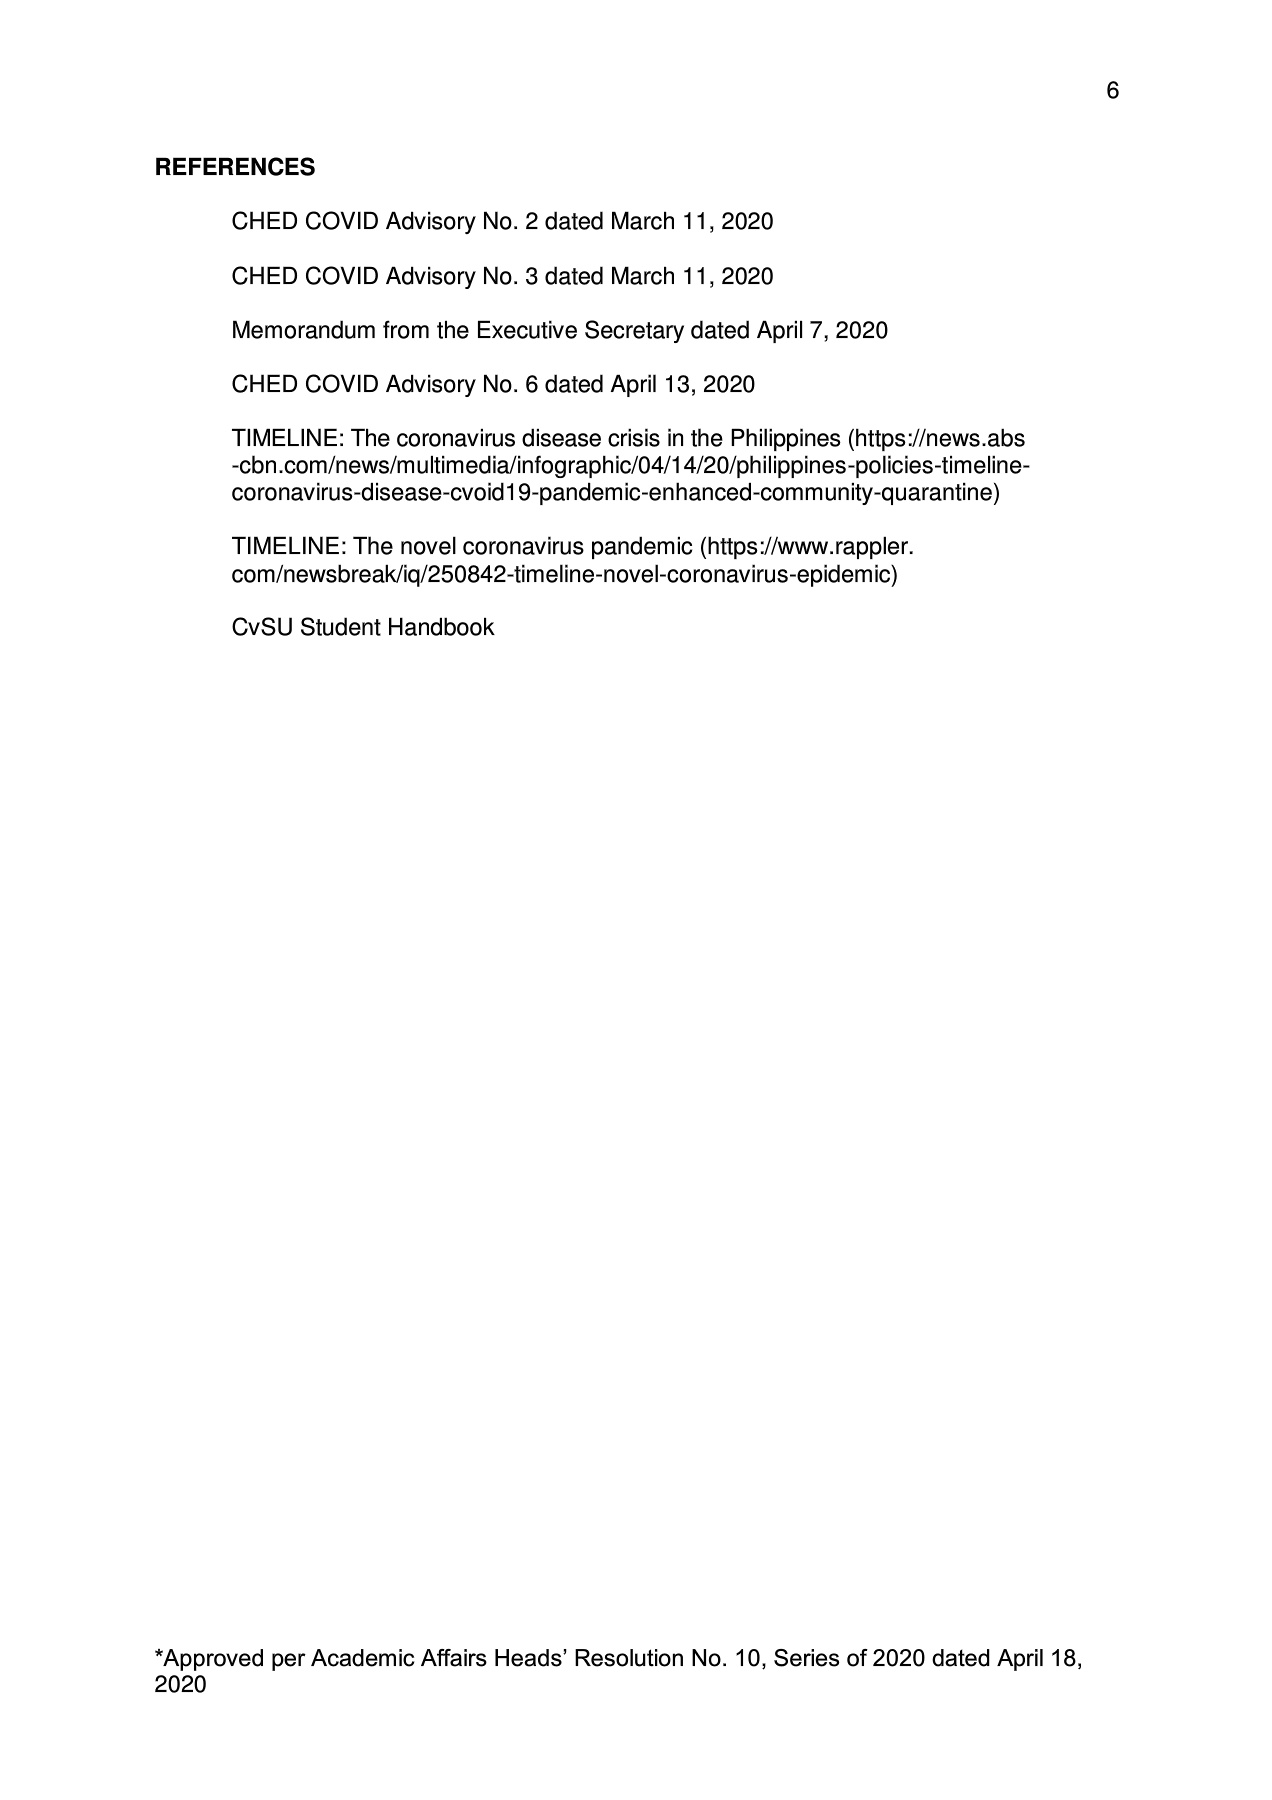 6
REFERENCES
CHED COVID Advisory No. 2 dated March 11, 2020
CHED COVID Advisory No. 3 dated March 11, 2020
Memorandum from the Executive Secretary dated April 7, 2020
CHED COVID Advisory No. 6 dated April 13, 2020
TIMELINE: The coronavirus disease crisis in the Philippines (https://news.abs
-cbn.com/news/multimedia/infographic/04/14/20/philippines-policies-timeline-
coronavirus-disease-cvoid19-pandemic-enhanced-community-quarantine)
TIMELINE: The novel coronavirus pandemic (https://www.rappler.
com/newsbreak/iq/250842-timeline-novel-coronavirus-epidemic)
CvSU Student Handbook
*Approved per Academic Affairs Heads’ Resolution No. 10, Series of 2020 dated April 18,
2020